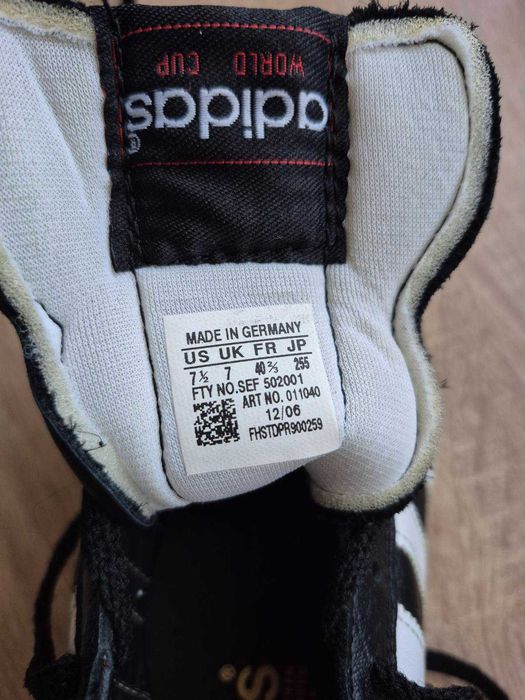 adidas®
WORLD CUP
MADE IN GERMANY
US UK FR JP
7½ 7 40⅔ 255
FTY NO.SEF 502001
ART NO. 011040
12/06
FHSTDPR900259
S®